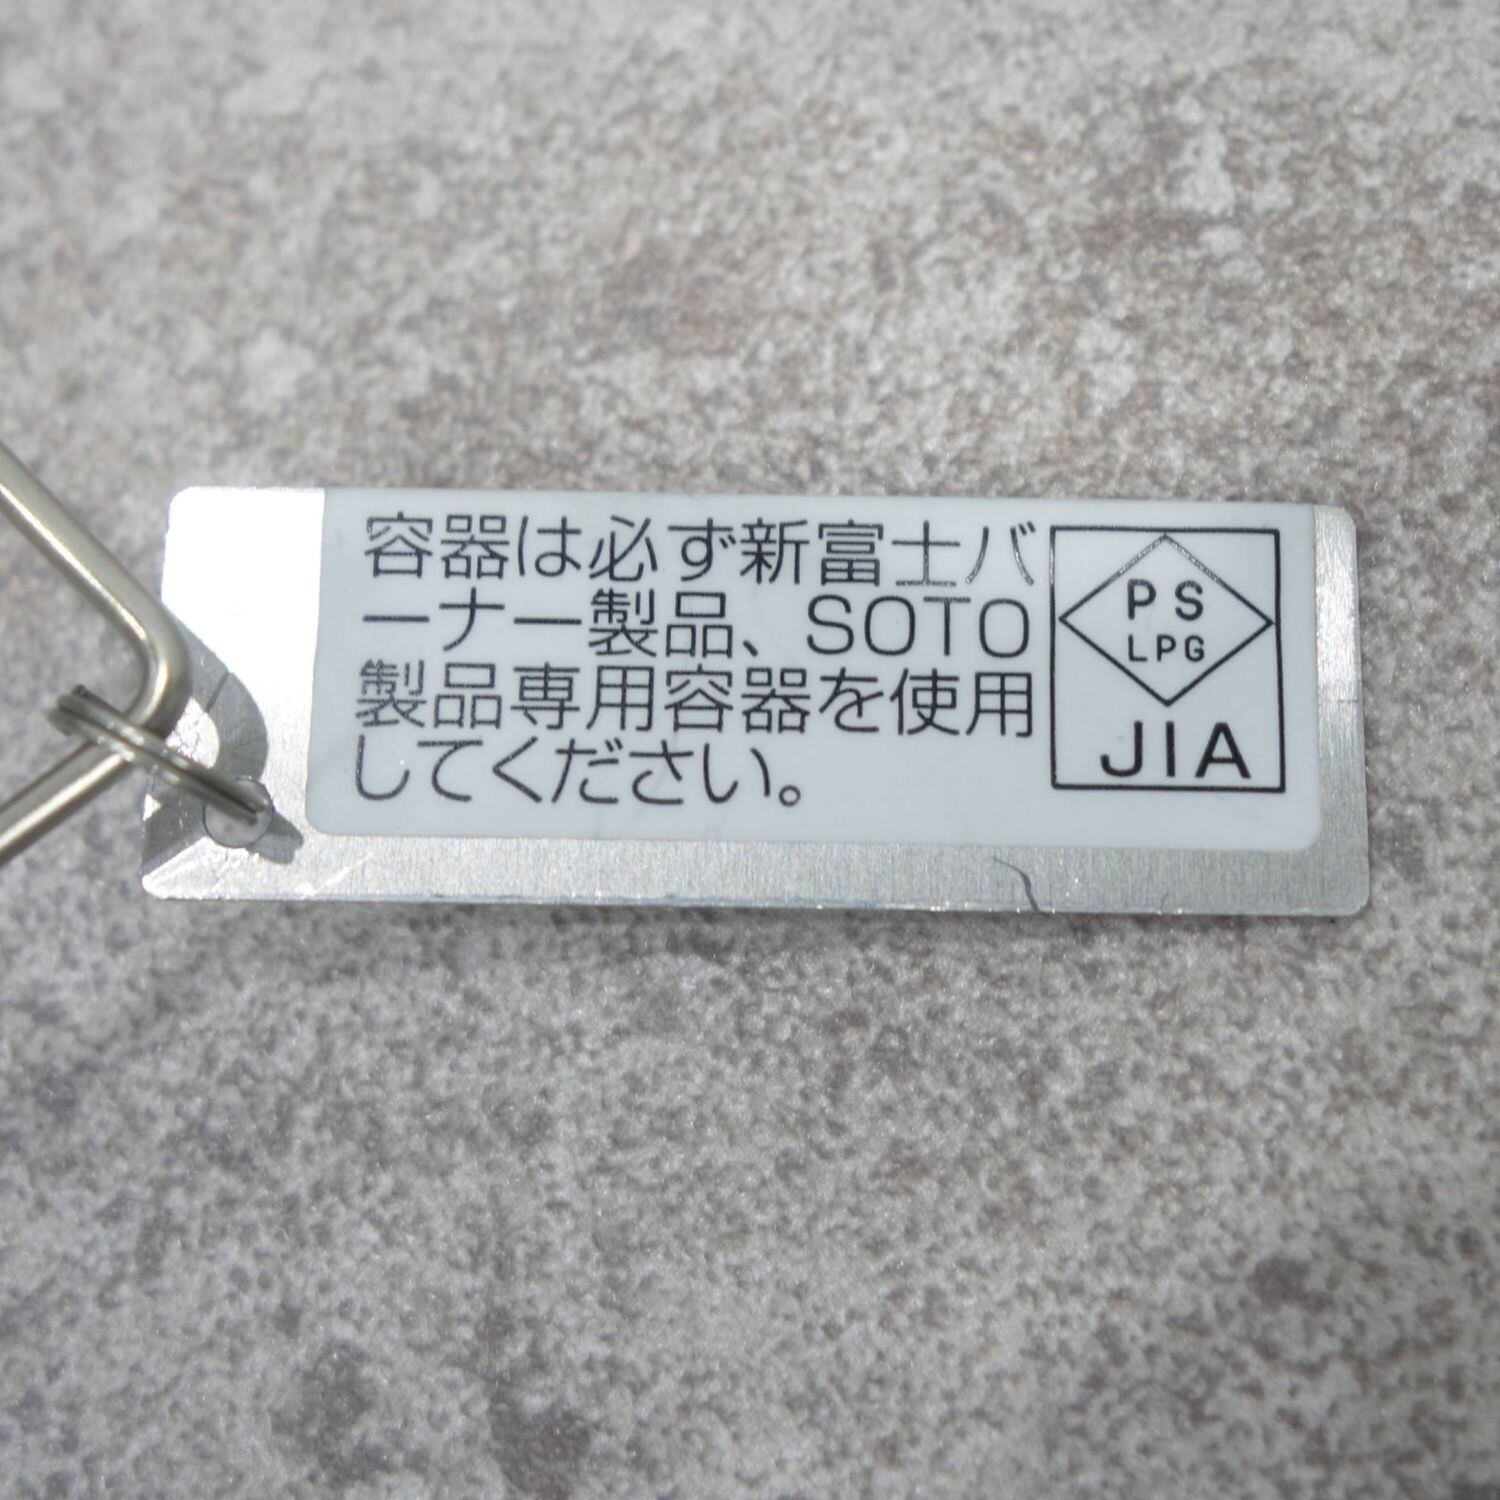 容器は必ず新富士バ
ーナー製品、SOTO
製品専用容器を使用
してください。
PS
LPG
JIA